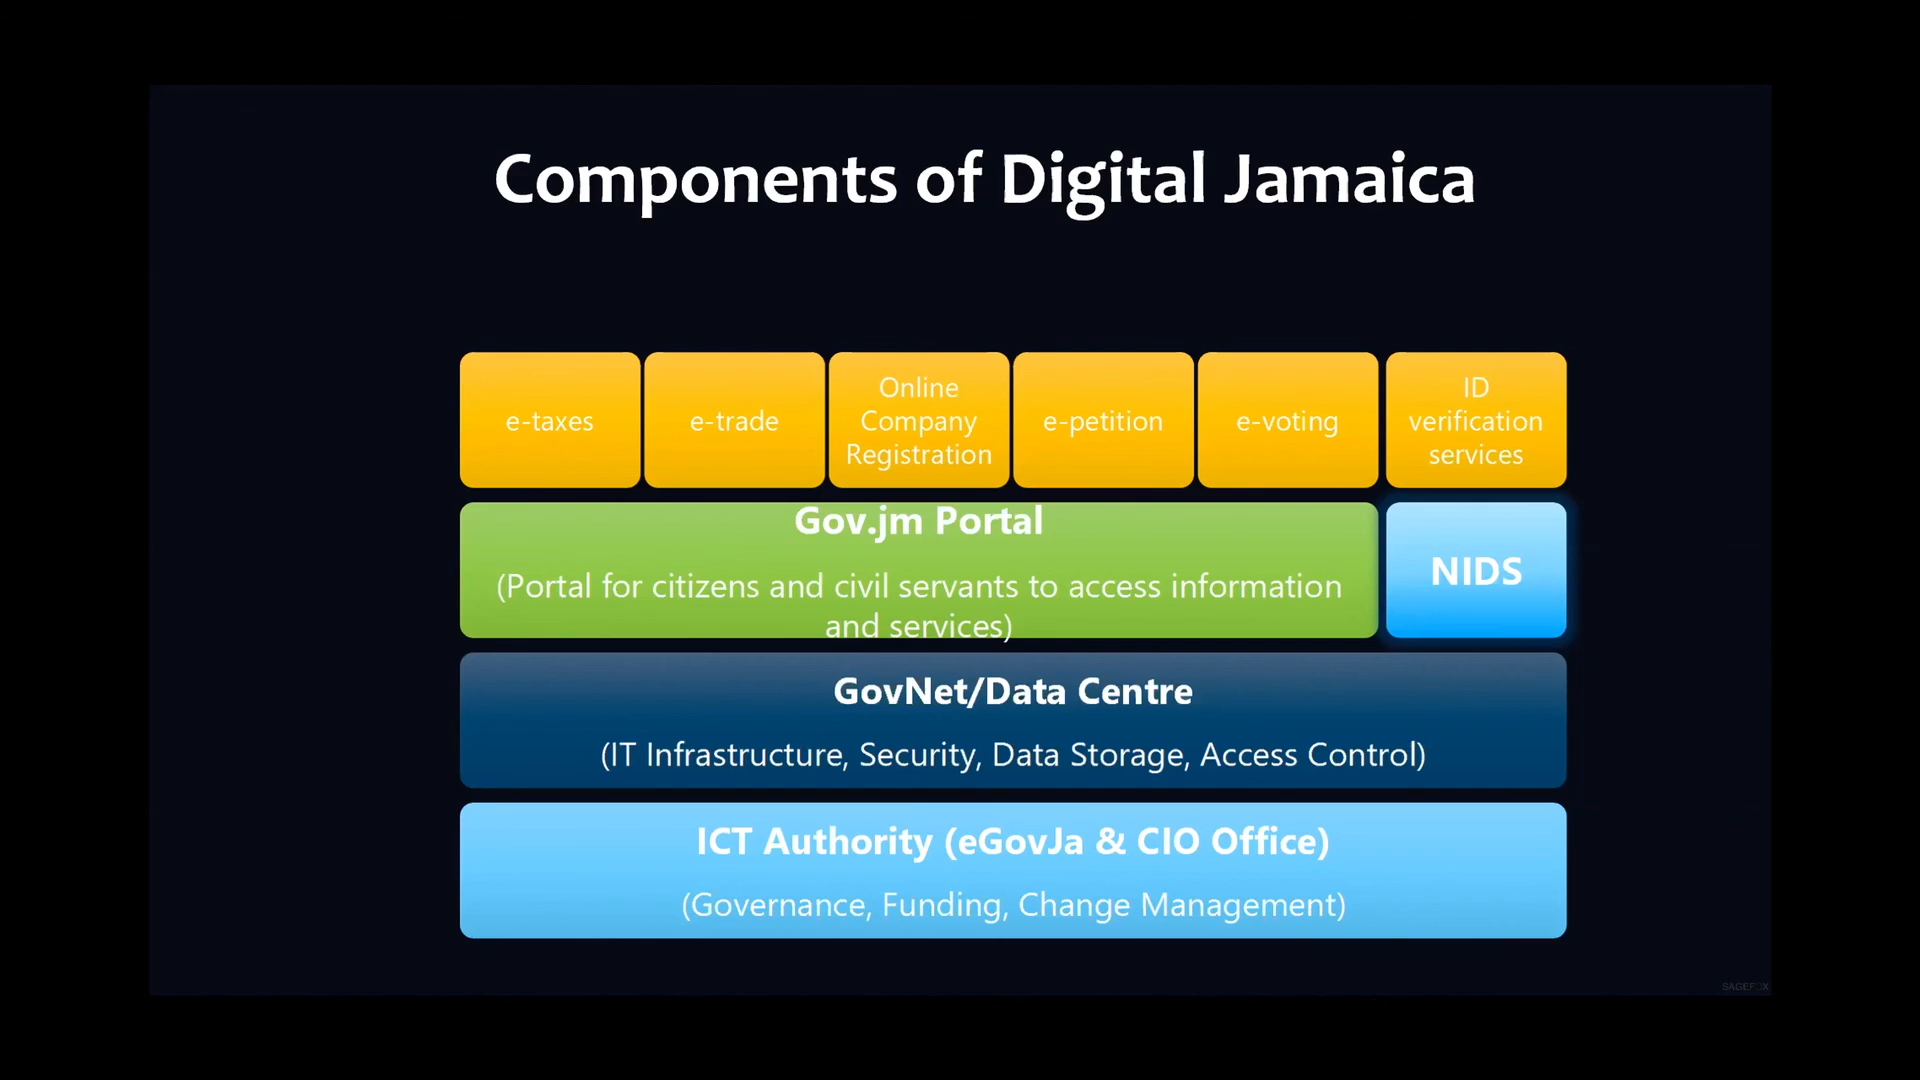 Components of Digital Jamaica
e-taxes
e-trade
Online
Company
Registration
e-petition
e-voting
ID
verification
services
Gov.jm Portal
(Portal for citizens and civil servants to access information
and services)
NIDS
GovNet/Data Centre
(IT Infrastructure, Security, Data Storage, Access Control)
ICT Authority (eGovJa & CIO Office)
(Governance, Funding, Change Management)
SAGEFOX